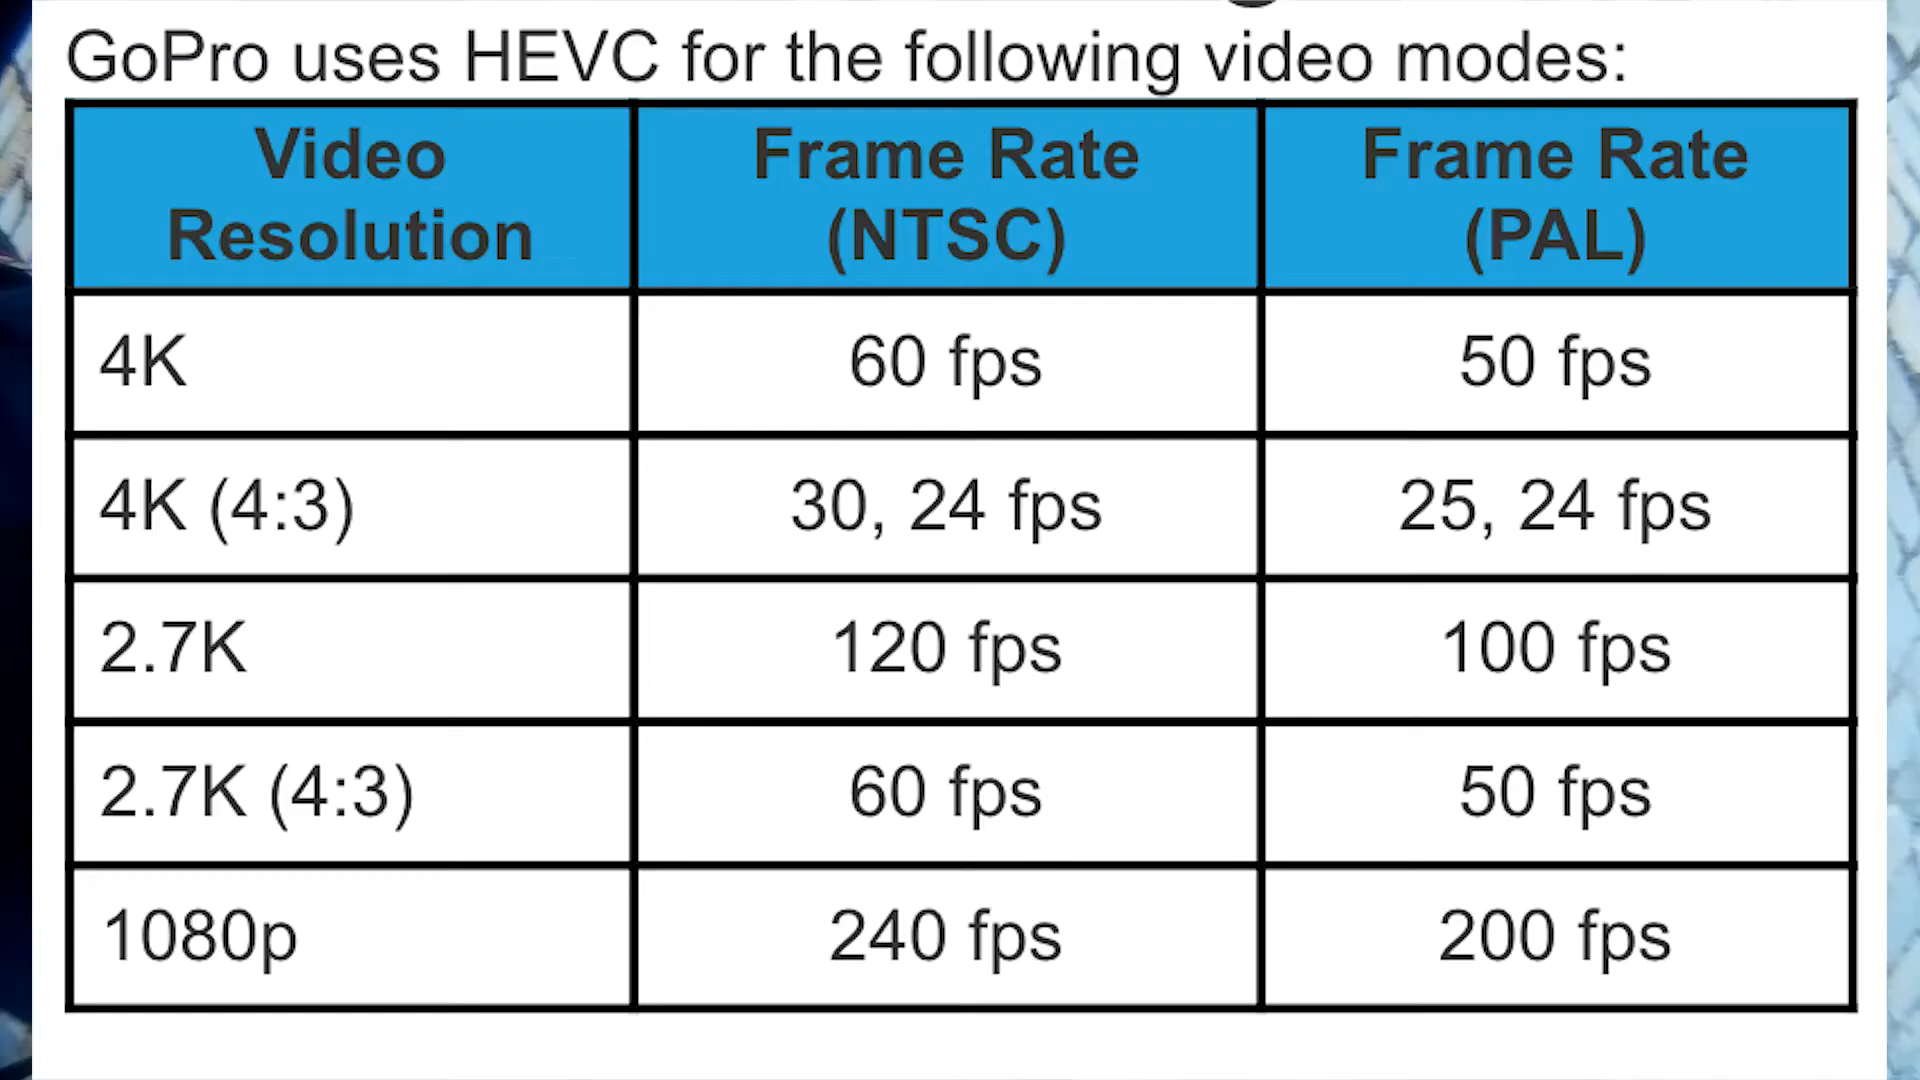 GoPro uses HEVC for the following video modes:
Video Resolution Frame Rate (NTSC) Frame Rate (PAL)
4K 60 fps 50 fps
4K (4:3) 30, 24 fps 25, 24 fps
2.7K 120 fps 100 fps
2.7K (4:3) 60 fps 50 fps
1080p 240 fps 200 fps